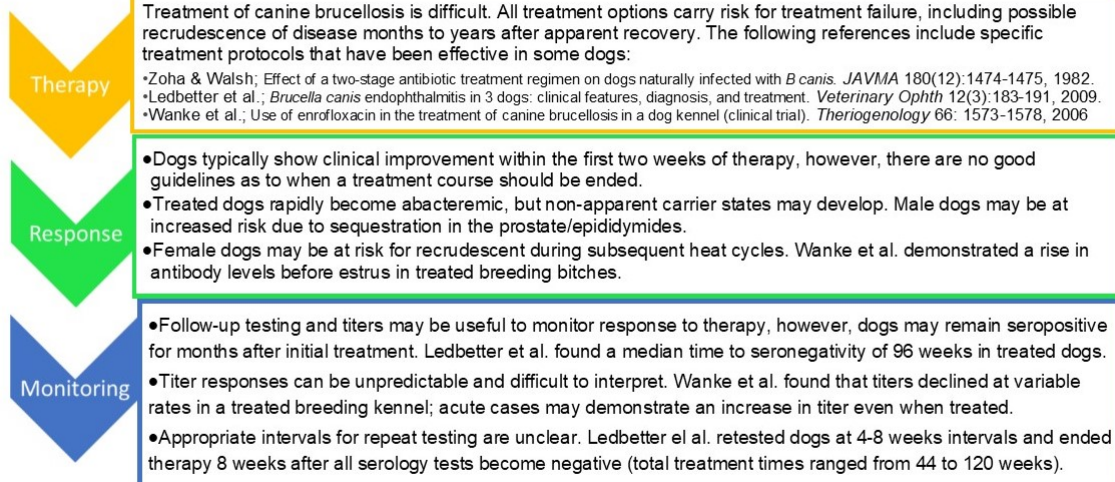 Treatment of canine brucellosis is difficult. All treatment options carry risk for treatment failure, including possible
recrudescence of disease months to years after apparent recovery. The following references include specific
treatment protocols that have been effective in some dogs:
•Zoha & Walsh; Effect of a two-stage antibiotic treatment regimen on dogs naturally infected with B canis. JAVMA 180(12):1474-1475, 1982.
•Ledbetter et al.; Brucella canis endophthalmitis in 3 dogs: clinical features, diagnosis, and treatment. Veterinary Ophth 12(3):183-191, 2009.
•Wanke et al.; Use of enrofloxacin in the treatment of canine brucellosis in a dog kennel (clinical trial). Theriogenology 66: 1573-1578, 2006
Therapy
●Dogs typically show clinical improvement within the first two weeks of therapy, however, there are no good
guidelines as to when a treatment course should be ended.
●Treated dogs rapidly become abacteremic, but non-apparent carrier states may develop. Male dogs may be at
increased risk due to sequestration in the prostate/epididymides.
●Female dogs may be at risk for recrudescent during subsequent heat cycles. Wanke et al. demonstrated a rise in
antibody levels before estrus in treated breeding bitches.
Response
●Follow-up testing and titers may be useful to monitor response to therapy, however, dogs may remain seropositive
for months after initial treatment. Ledbetter et al. found a median time to seronegativity of 96 weeks in treated dogs.
●Titer responses can be unpredictable and difficult to interpret. Wanke et al. found that titers declined at variable
rates in a treated breeding kennel; acute cases may demonstrate an increase in titer even when treated.
●Appropriate intervals for repeat testing are unclear. Ledbetter el al. retested dogs at 4-8 weeks intervals and ended
therapy 8 weeks after all serology tests become negative (total treatment times ranged from 44 to 120 weeks).
Monitoring